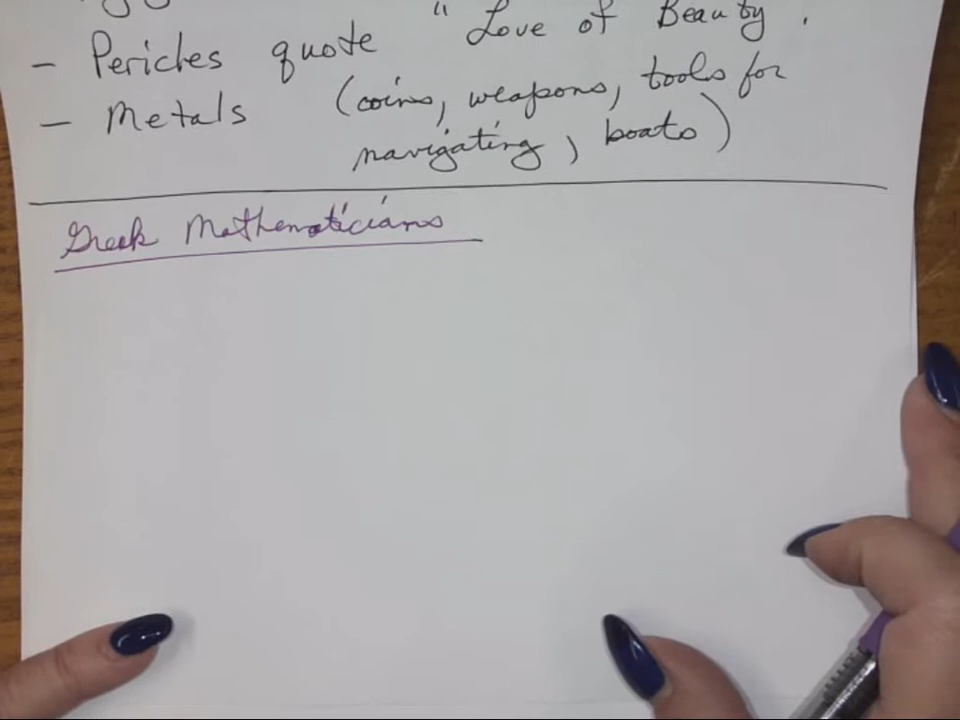 - Pericles quote " Love of Beauty.
- Metals (coins, weapons, tools for
navigating, boats)
Greek Mathematicians